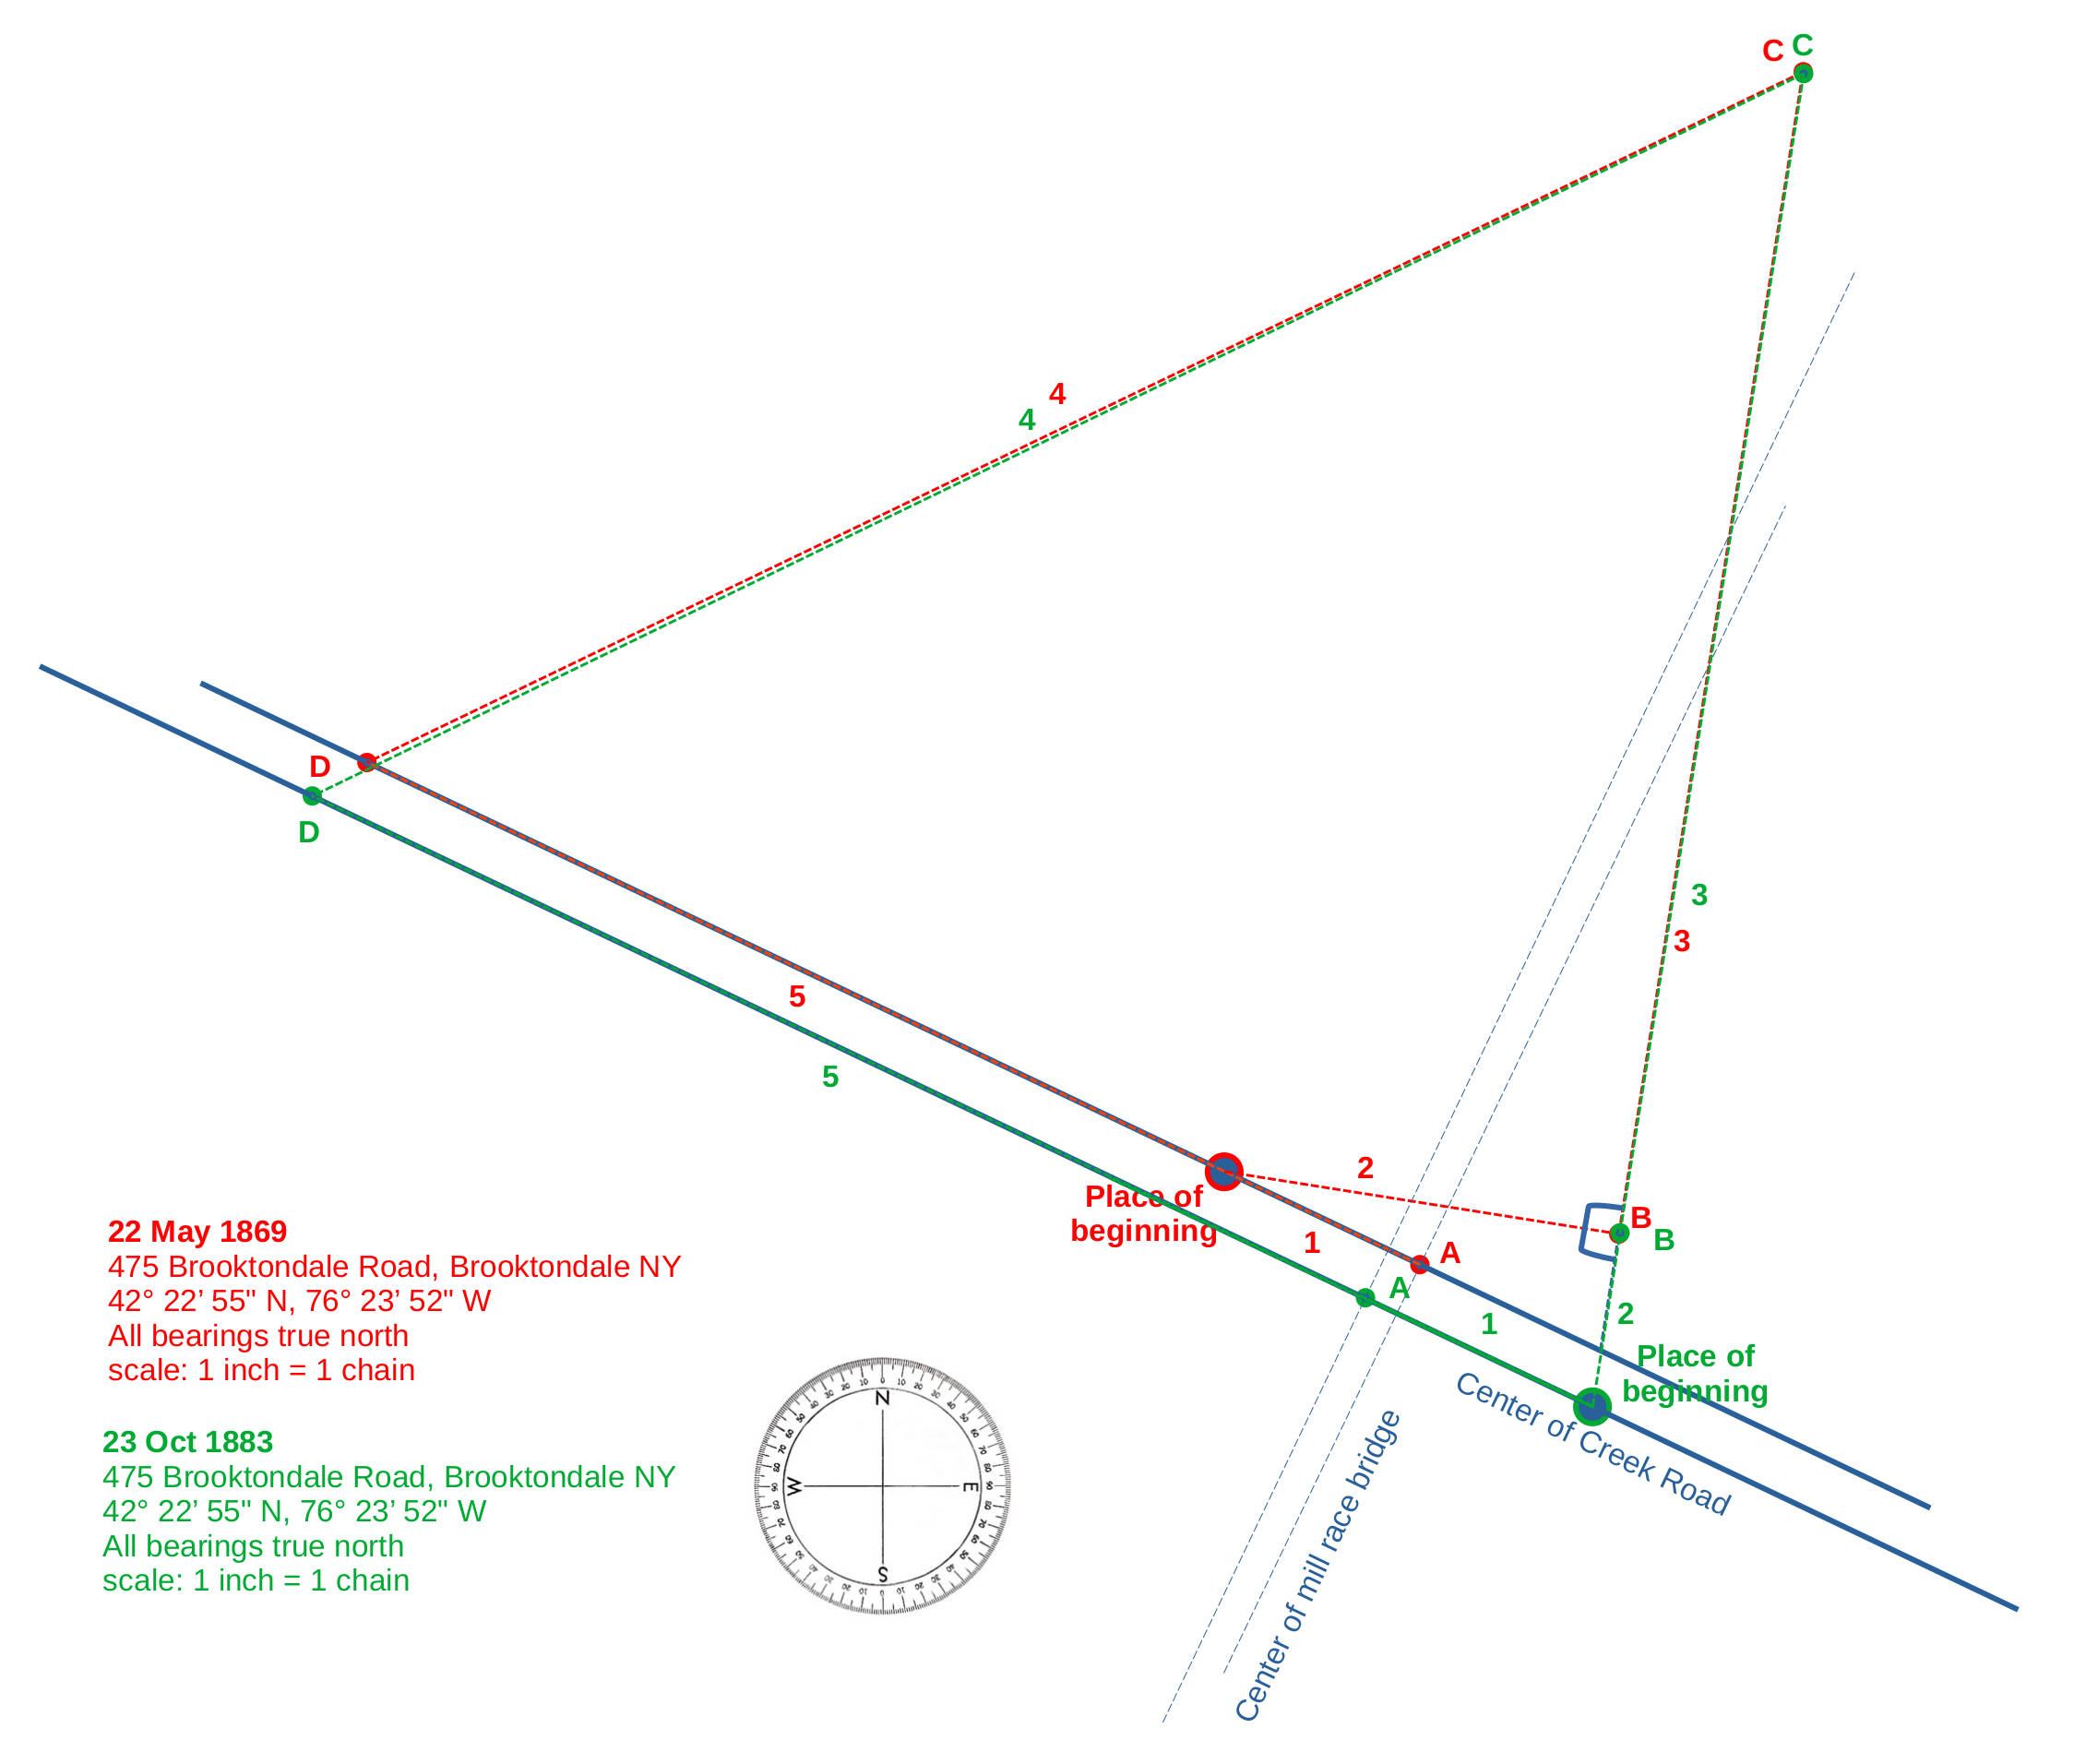 C C
4
4
D
D
3
3
5
5
2
Place of
beginning
B
B
1
A
A
1
2
Place of
beginning
Center of Creek Road
Center of mill race bridge
22 May 1869
475 Brooktondale Road, Brooktondale NY
42° 22’ 55" N, 76° 23’ 52" W
All bearings true north
scale: 1 inch = 1 chain
23 Oct 1883
475 Brooktondale Road, Brooktondale NY
42° 22’ 55" N, 76° 23’ 52" W
All bearings true north
scale: 1 inch = 1 chain
N
W
E
S